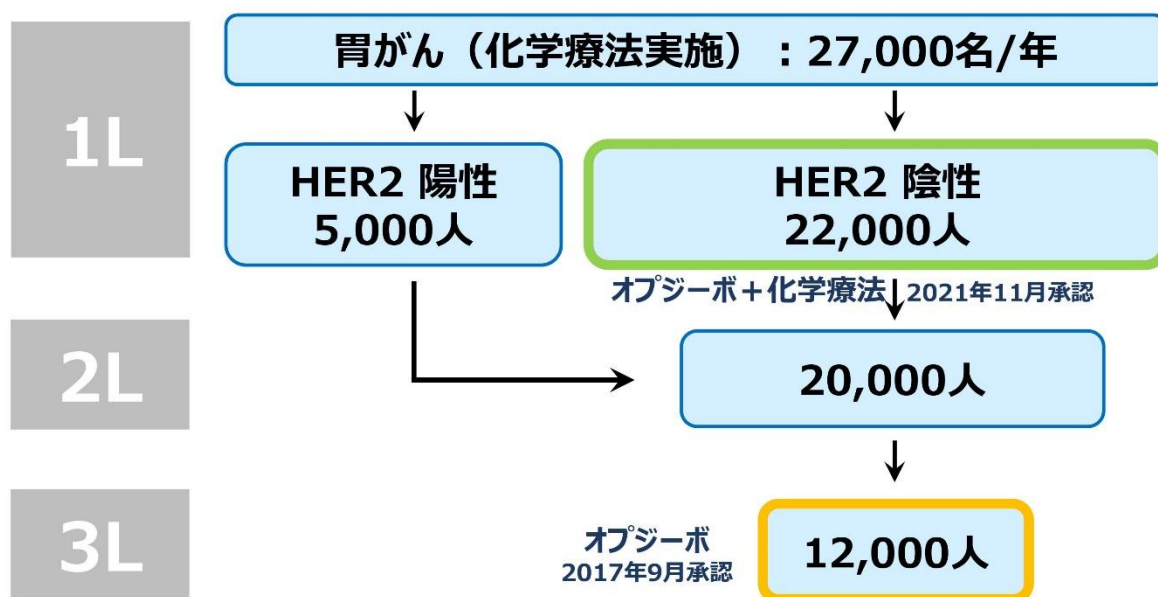 1L
胃がん（化学療法実施）：27,000名/年
HER2 陽性
5,000人
HER2 陰性
22,000人
オプジーボ＋化学療法 2021年11月承認
2L
20,000人
3L
オプジーボ
2017年9月承認
12,000人